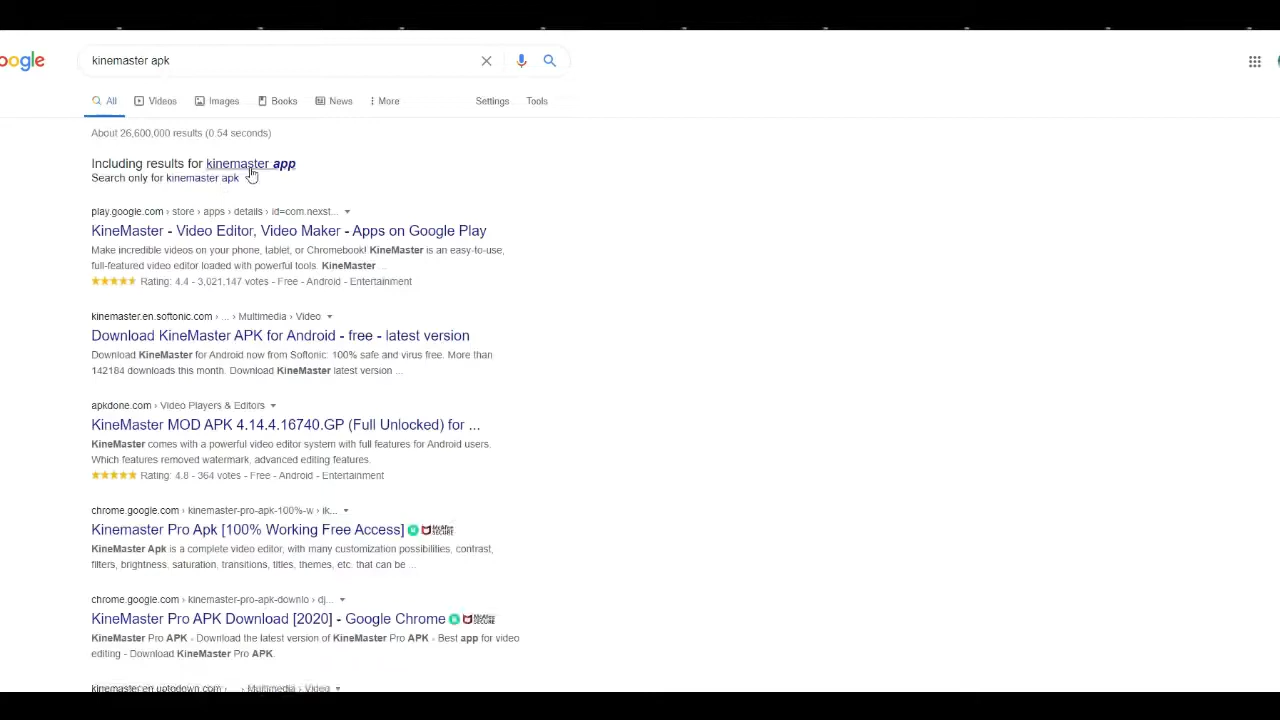 oogle
kinemaster apk
All Videos Images Books News More Settings Tools
About 26,600,000 results (0.54 seconds)
Including results for kinemaster app
Search only for kinemaster apk
play.google.com › store › apps › details › id=com.nexst...
KineMaster - Video Editor, Video Maker - Apps on Google Play
Make incredible videos on your phone, tablet, or Chromebook! KineMaster is an easy-to-use,
full-featured video editor loaded with powerful tools. KineMaster ...
Rating: 4.4 - 3,021,147 votes - Free - Android - Entertainment
kinemaster.en.softonic.com › ... › Multimedia › Video
Download KineMaster APK for Android - free - latest version
Download KineMaster for Android now from Softonic: 100% safe and virus free. More than
142184 downloads this month. Download KineMaster latest version ...
apkdone.com › Video Players & Editors
KineMaster MOD APK 4.14.4.16740.GP (Full Unlocked) for ...
KineMaster comes with a powerful video editor system with full features for Android users.
Which features removed watermark, advanced editing features.
Rating: 4.8 - 364 votes - Free - Android - Entertainment
chrome.google.com › kinemaster-pro-apk-100%-w › ik...
Kinemaster Pro Apk [100% Working Free Access] McAfee SECURE
KineMaster Apk is a complete video editor, with many customization possibilities, contrast,
filters, brightness, saturation, transitions, titles, themes, etc. that can be ...
chrome.google.com › kinemaster-pro-apk-downlo › dj...
KineMaster Pro APK Download [2020] - Google Chrome McAfee SECURE
KineMaster Pro APK - Download the latest version of KineMaster Pro APK - Best app for video
editing - Download KineMaster Pro APK.
kinemaster.en.uptodown.com › ... › Multimedia › Video